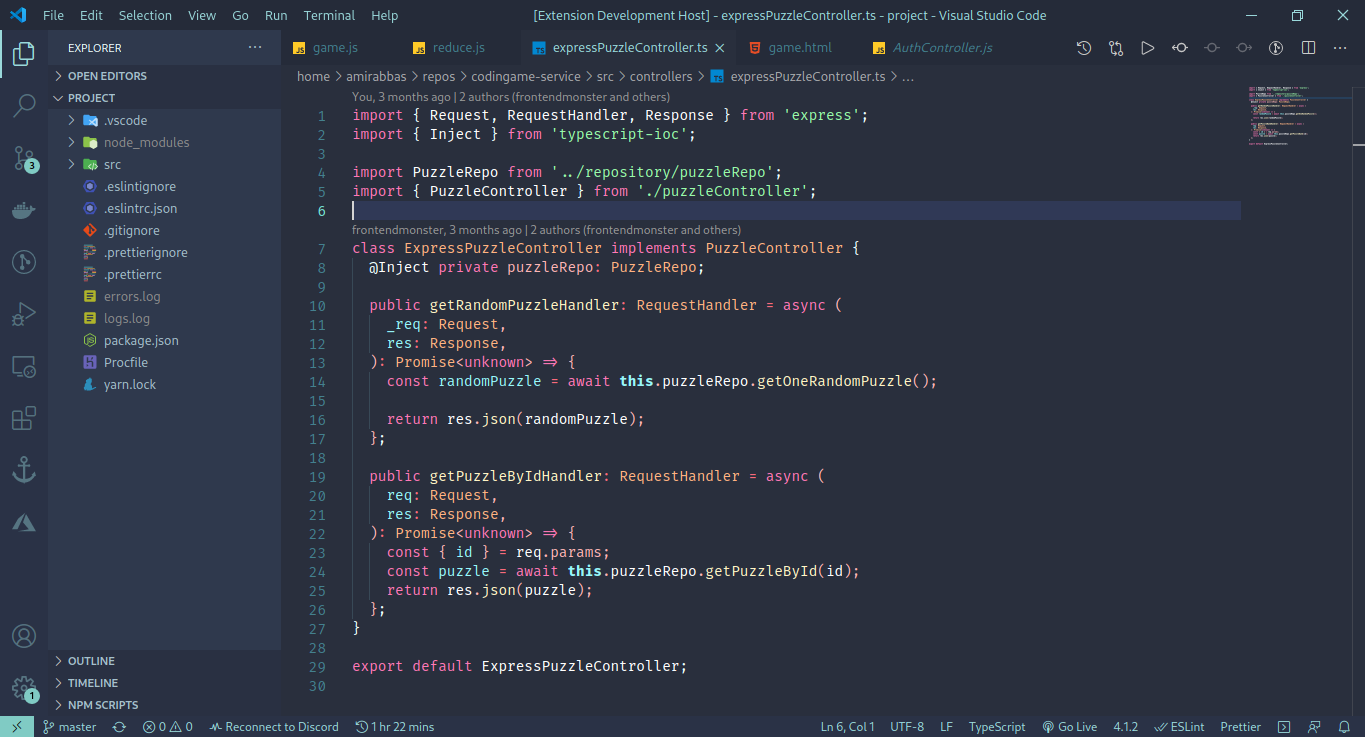 File Edit Selection View Go Run Terminal Help [Extension Development Host] - expressPuzzleController.ts - project - Visual Studio Code
EXPLORER ···
game.js reduce.js expressPuzzleController.ts game.html AuthController.js
OPEN EDITORS
PROJECT
.vscode
node_modules
src
.eslintignore
.eslintrc.json
.gitignore
.prettierignore
.prettierrc
errors.log
logs.log
package.json
Procfile
yarn.lock
OUTLINE
TIMELINE
NPM SCRIPTS
3
1
home > amirabbas > repos > codingame-service > src > controllers > expressPuzzleController.ts > ...
You, 3 months ago | 2 authors (frontendmonster and others)
1 import { Request, RequestHandler, Response } from 'express';
2 import { Inject } from 'typescript-ioc';
3
4 import PuzzleRepo from '../repository/puzzleRepo';
5 import { PuzzleController } from './puzzleController';
6
frontendmonster, 3 months ago | 2 authors (frontendmonster and others)
7 class ExpressPuzzleController implements PuzzleController {
8 @Inject private puzzleRepo: PuzzleRepo;
9
10 public getRandomPuzzleHandler: RequestHandler = async (
11 _req: Request,
12 res: Response,
13 ): Promise<unknown> => {
14 const randomPuzzle = await this.puzzleRepo.getOneRandomPuzzle();
15
16 return res.json(randomPuzzle);
17 };
18
19 public getPuzzleByIdHandler: RequestHandler = async (
20 req: Request,
21 res: Response,
22 ): Promise<unknown> => {
23 const { id } = req.params;
24 const puzzle = await this.puzzleRepo.getPuzzleById(id);
25 return res.json(puzzle);
26 };
27 }
28
29 export default ExpressPuzzleController;
30
master 0 0 Reconnect to Discord 1 hr 22 mins Ln 6, Col 1 UTF-8 LF TypeScript Go Live 4.1.2 ESLint Prettier